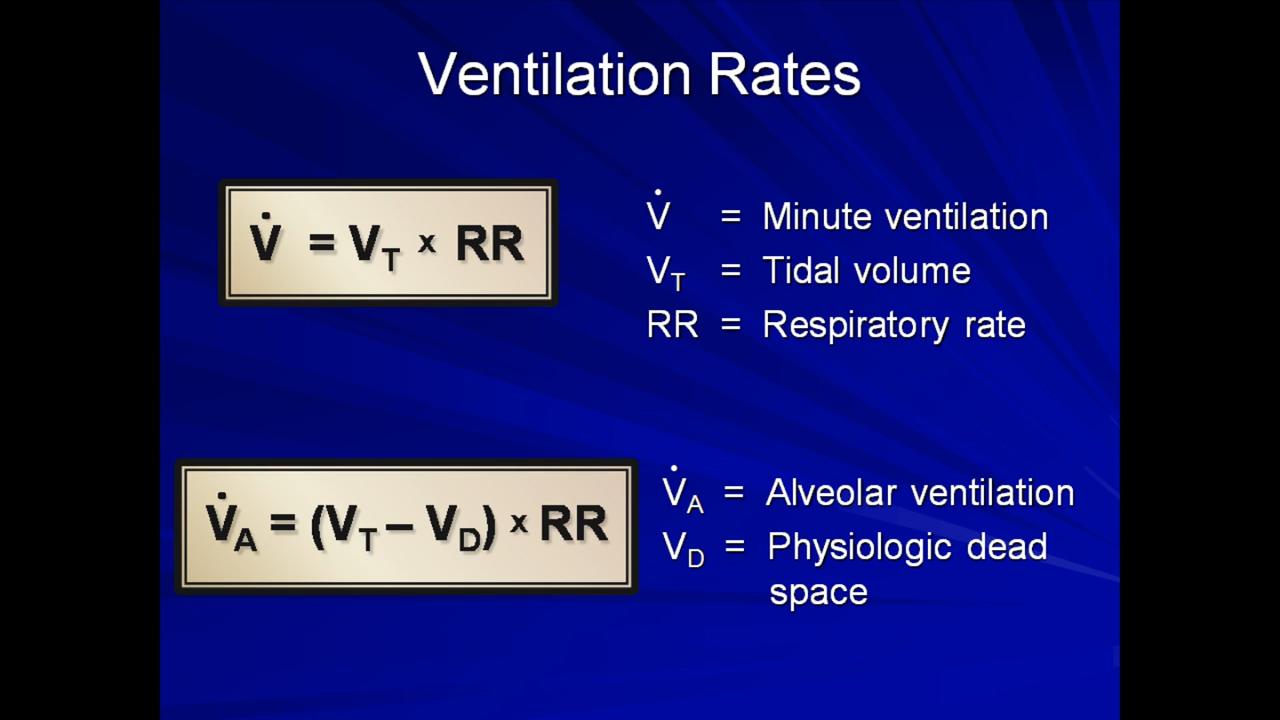 Ventilation Rates
V̇ = V_T x RR
V̇ = Minute ventilation
V_T = Tidal volume
RR = Respiratory rate
V̇_A = (V_T – V_D) x RR
V̇_A = Alveolar ventilation
V_D = Physiologic dead
space